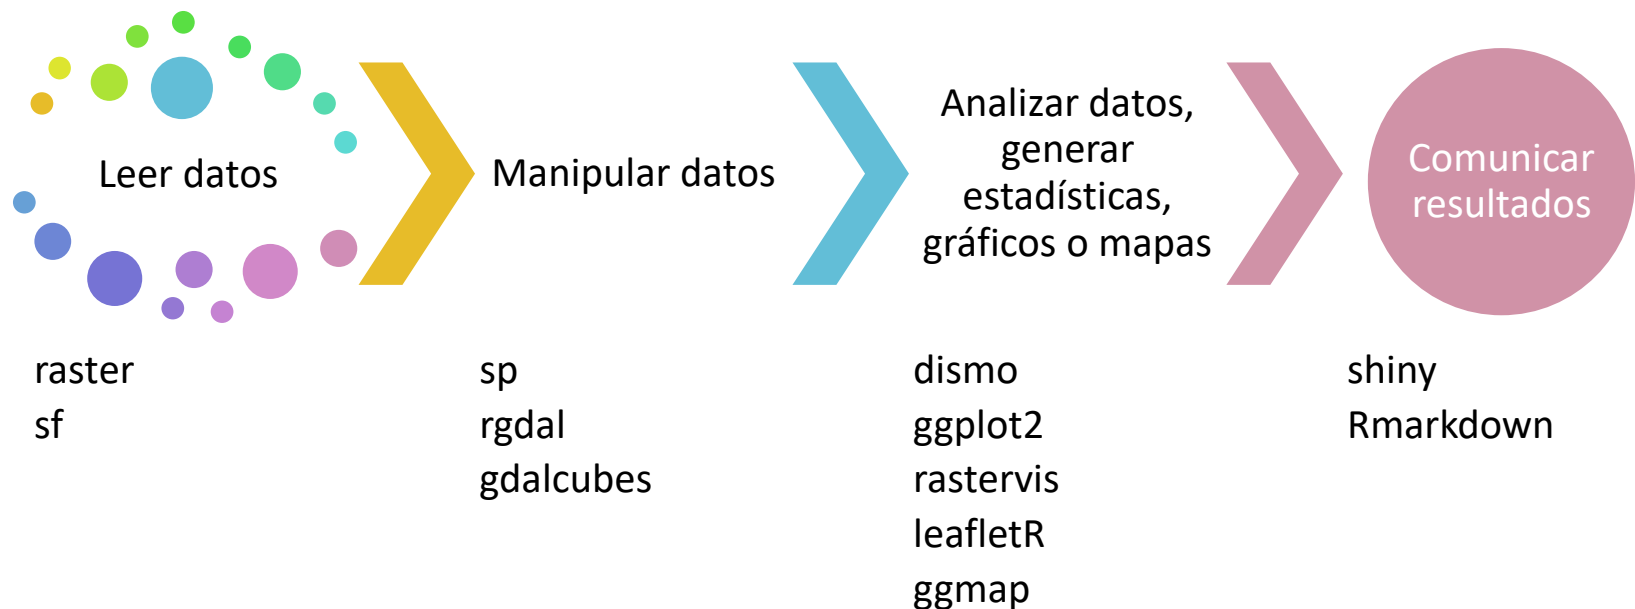 Leer datos
Manipular datos
Analizar datos,
generar
estadísticas,
gráficos o mapas
Comunicar
resultados
raster
sf
sp
rgdal
gdalcubes
dismo
ggplot2
rastervis
leafletR
ggmap
shiny
Rmarkdown